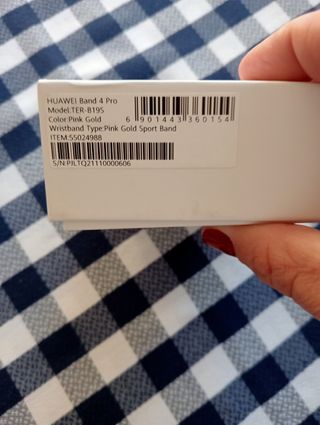 HUAWEI Band 4 Pro
Model:TER-B19S
Color:Pink Gold
6 901443 360154
Wristband Type:Pink Gold Sport Band
ITEM:55024988
S/N:PJLTQ21110000606